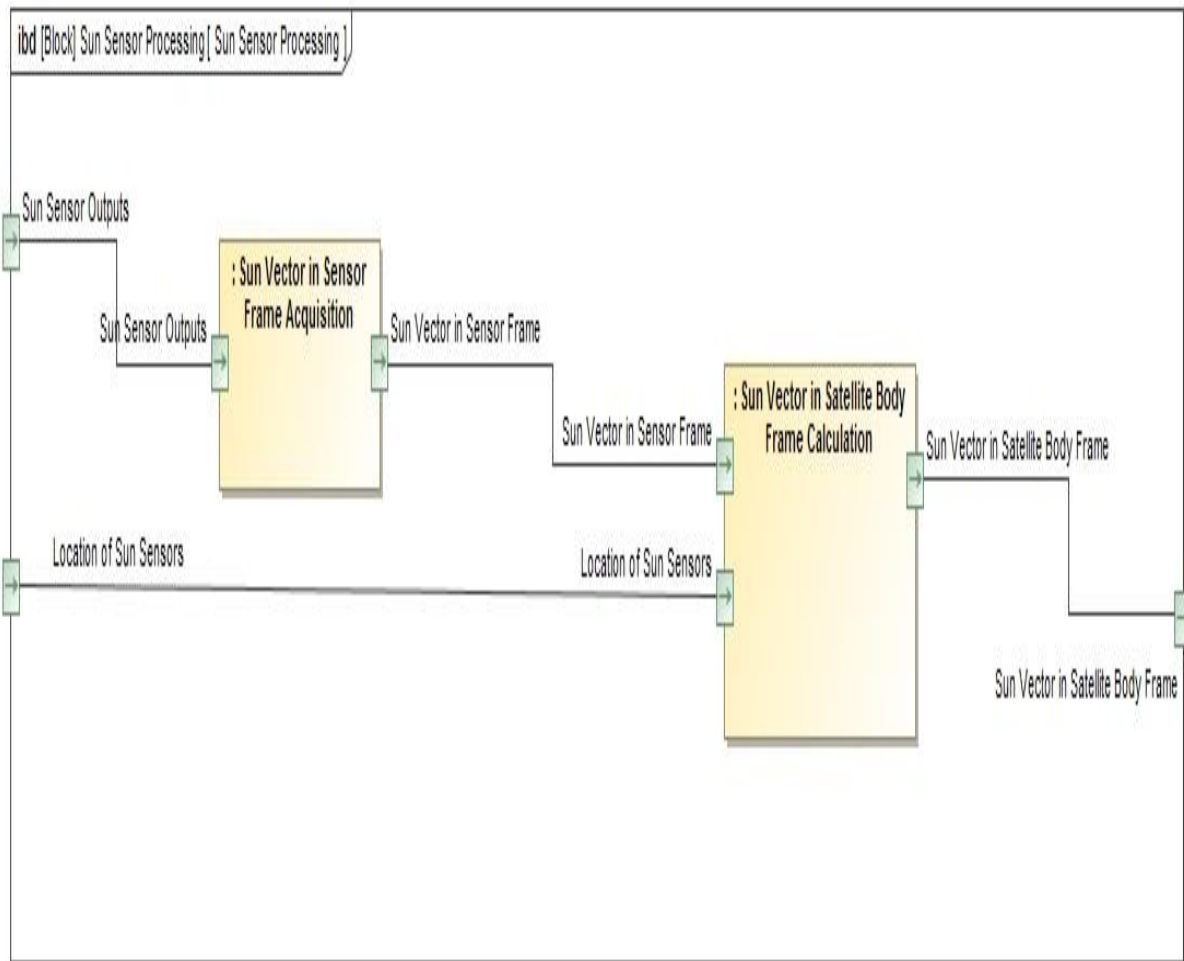 ibd [Block] Sun Sensor Processing[ Sun Sensor Processing ]
Sun Sensor Outputs
: Sun Vector in Sensor
Frame Acquisition
Sun Sensor Outputs
Sun Vector in Sensor Frame
: Sun Vector in Satellite Body
Frame Calculation
Sun Vector in Sensor Frame
Sun Vector in Satellite Body Frame
Location of Sun Sensors
Location of Sun Sensors
Sun Vector in Satellite Body Frame